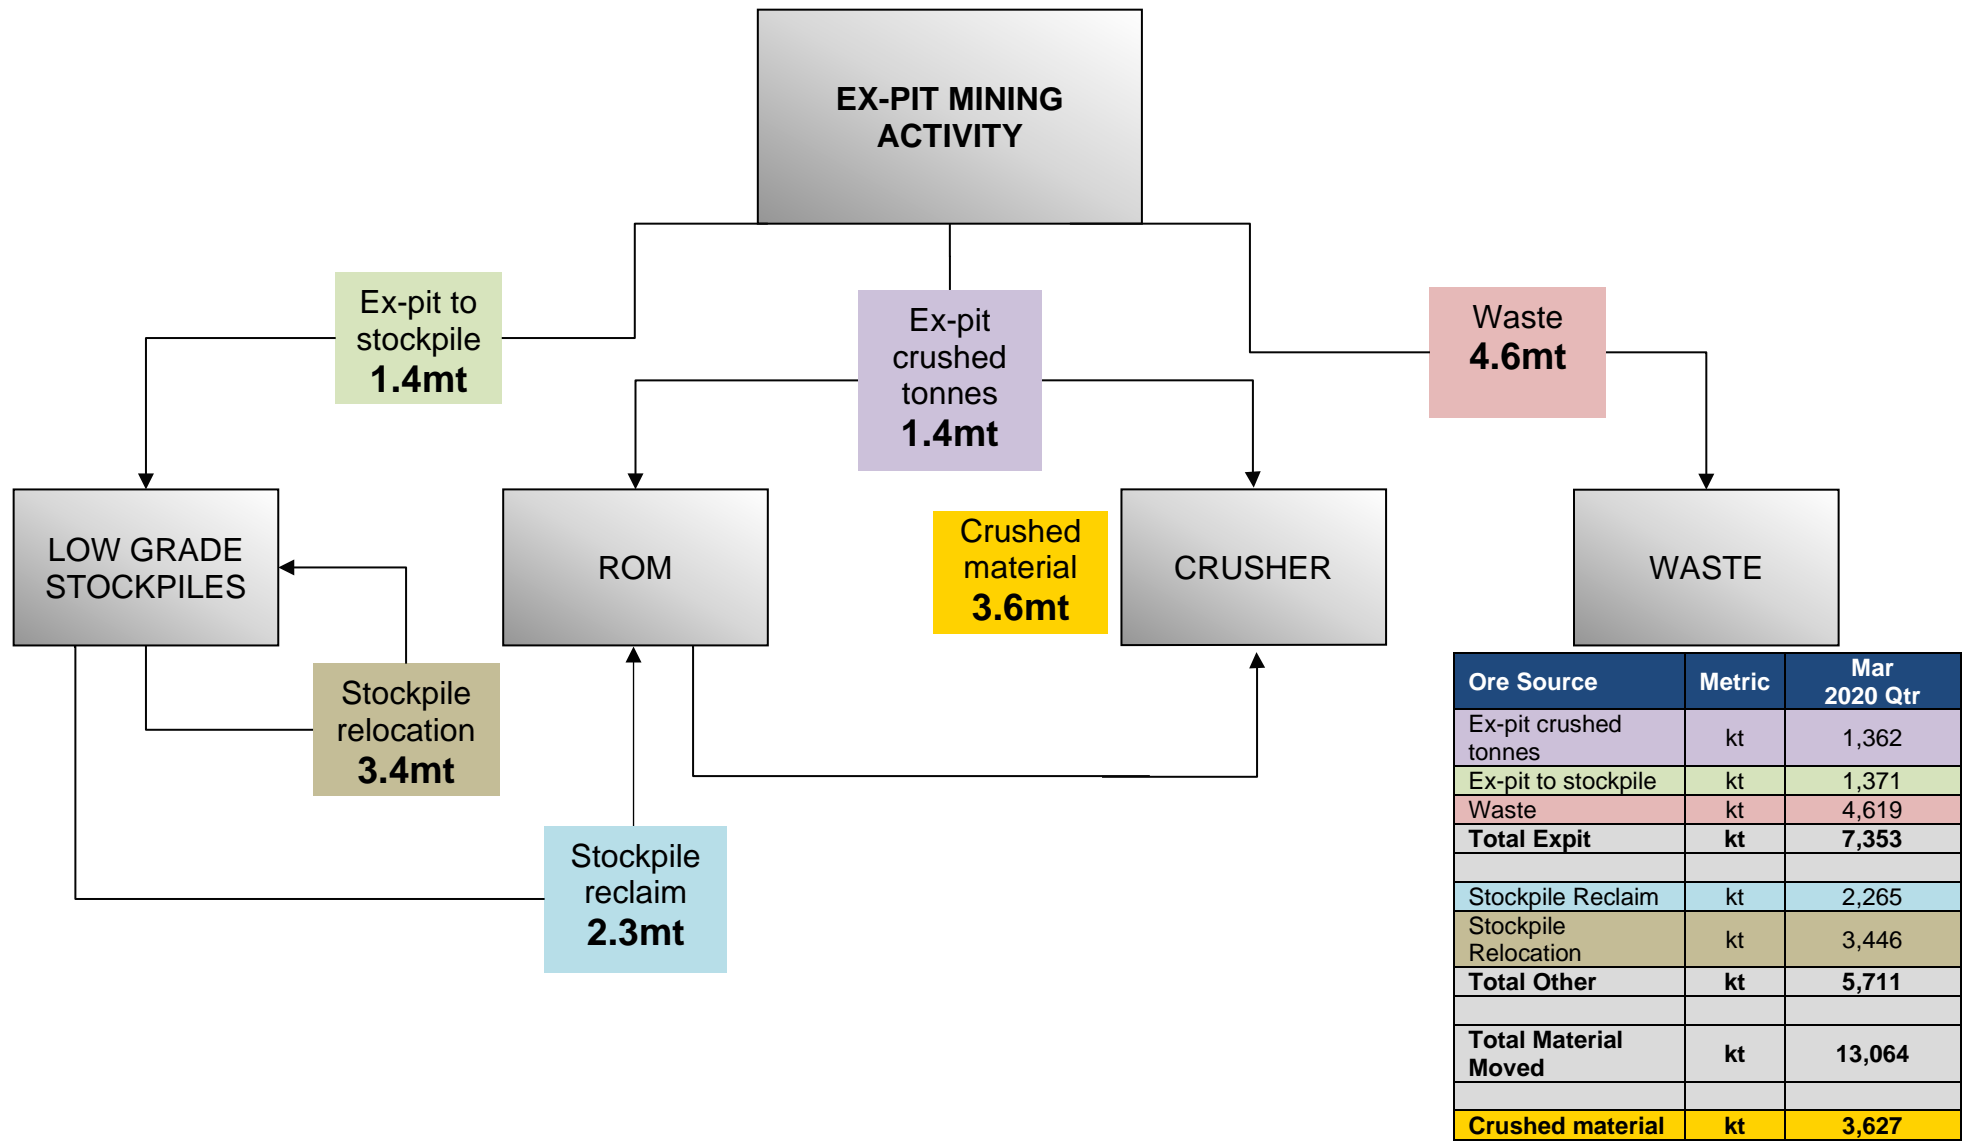 EX-PIT MINING
ACTIVITY
Ex-pit to
stockpile
1.4mt
Ex-pit
crushed
tonnes
1.4mt
Waste
4.6mt
LOW GRADE
STOCKPILES
ROM
Crushed
material
3.6mt
CRUSHER
WASTE
Stockpile
relocation
3.4mt
Stockpile
reclaim
2.3mt
Ore Source Metric Mar
2020 Qtr
Ex-pit crushed
tonnes kt 1,362
Ex-pit to stockpile kt 1,371
Waste kt 4,619
Total Expit kt 7,353
Stockpile Reclaim kt 2,265
Stockpile
Relocation kt 3,446
Total Other kt 5,711
Total Material
Moved kt 13,064
Crushed material kt 3,627